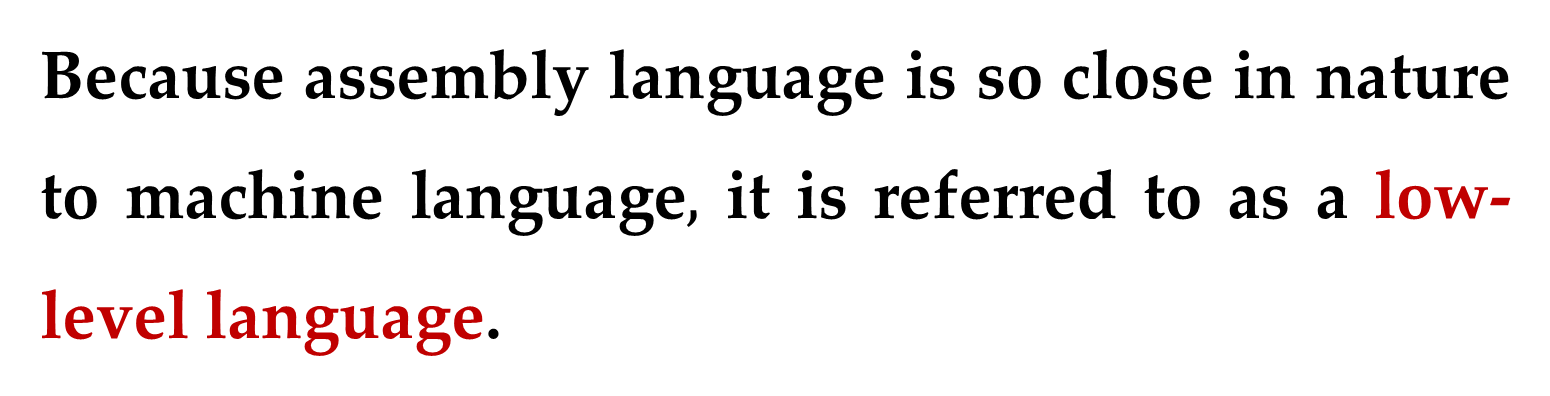 Because assembly language is so close in nature
to machine language, it is referred to as a low-
level language.